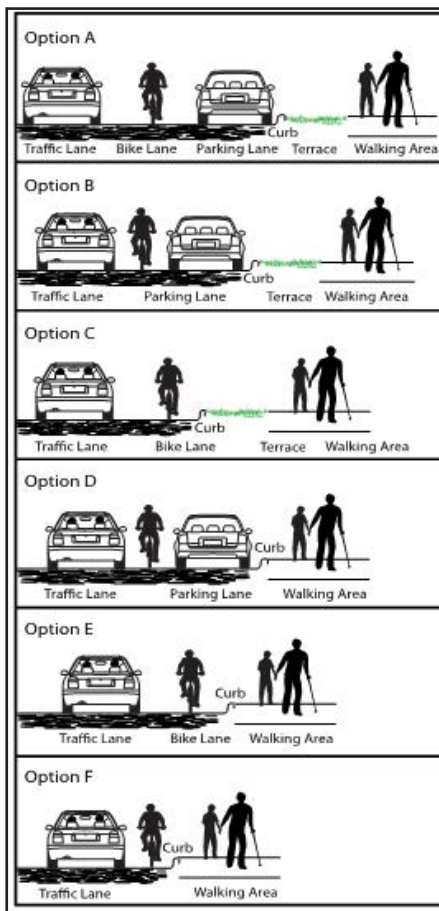 Option A
Curb
Traffic Lane Bike Lane Parking Lane Terrace Walking Area
Option B
Curb
Traffic Lane Parking Lane Terrace Walking Area
Option C
Curb
Traffic Lane Bike Lane Terrace Walking Area
Option D
Curb
Traffic Lane Parking Lane Walking Area
Option E
Curb
Traffic Lane Bike Lane Walking Area
Option F
Curb
Traffic Lane Walking Area